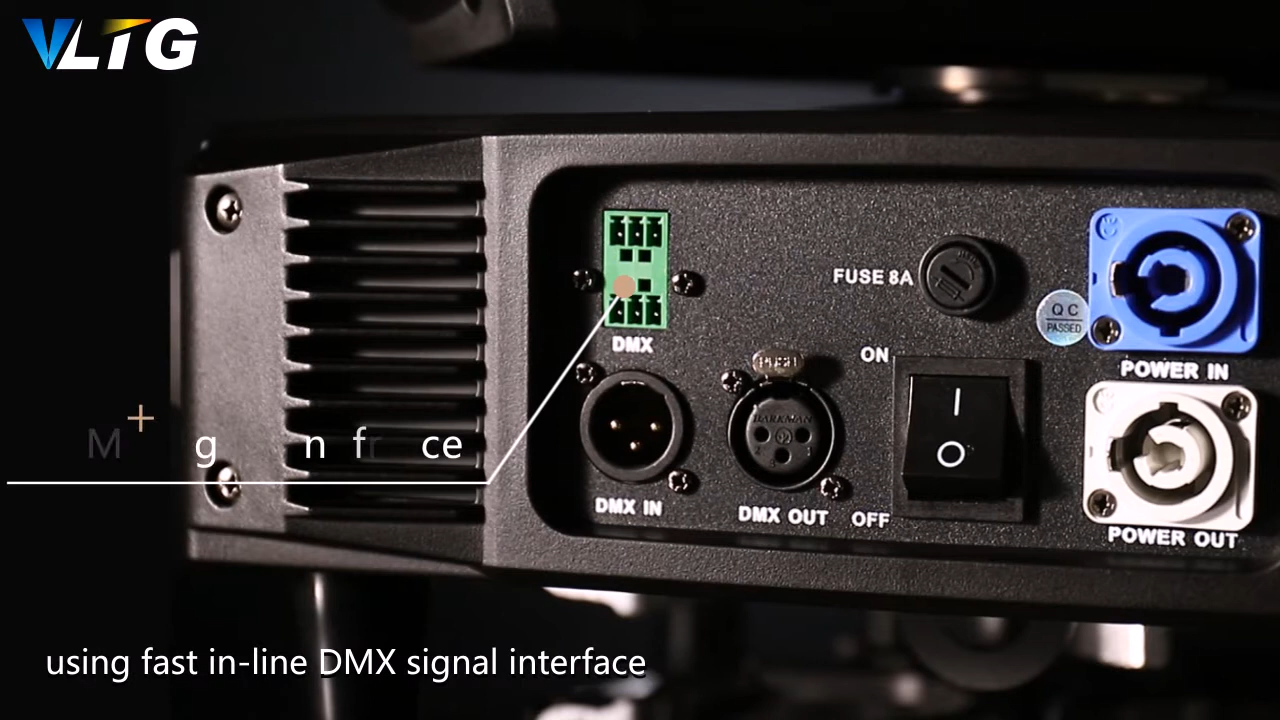 VLTG
DMX
FUSE 8A
QC
PASSED
ON
PUSH
POWER IN
DMX IN
DMX OUT
OFF
POWER OUT
using fast in-line DMX signal interface